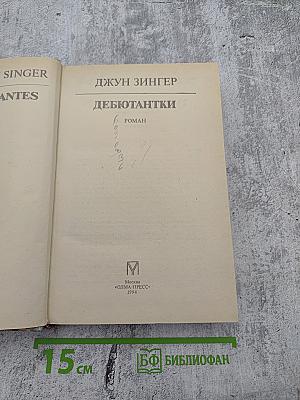 SINGER
ANTES
ДЖУН ЗИНГЕР
ДЕБЮТАНТКИ
РОМАН
Москва
«ОЛМА-ПРЕСС»
1994
15 см
БФ БИБЛИОФАН